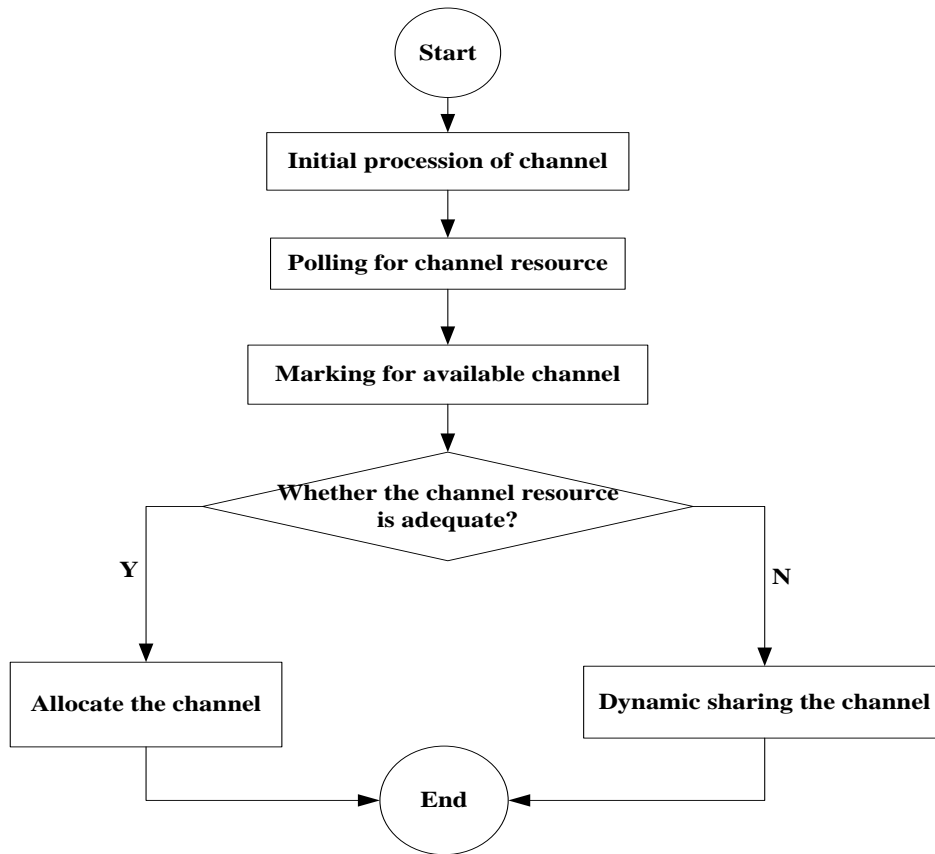 Start
Initial procession of channel
Polling for channel resource
Marking for available channel
Whether the channel resource
is adequate?
Y
N
Allocate the channel
Dynamic sharing the channel
End